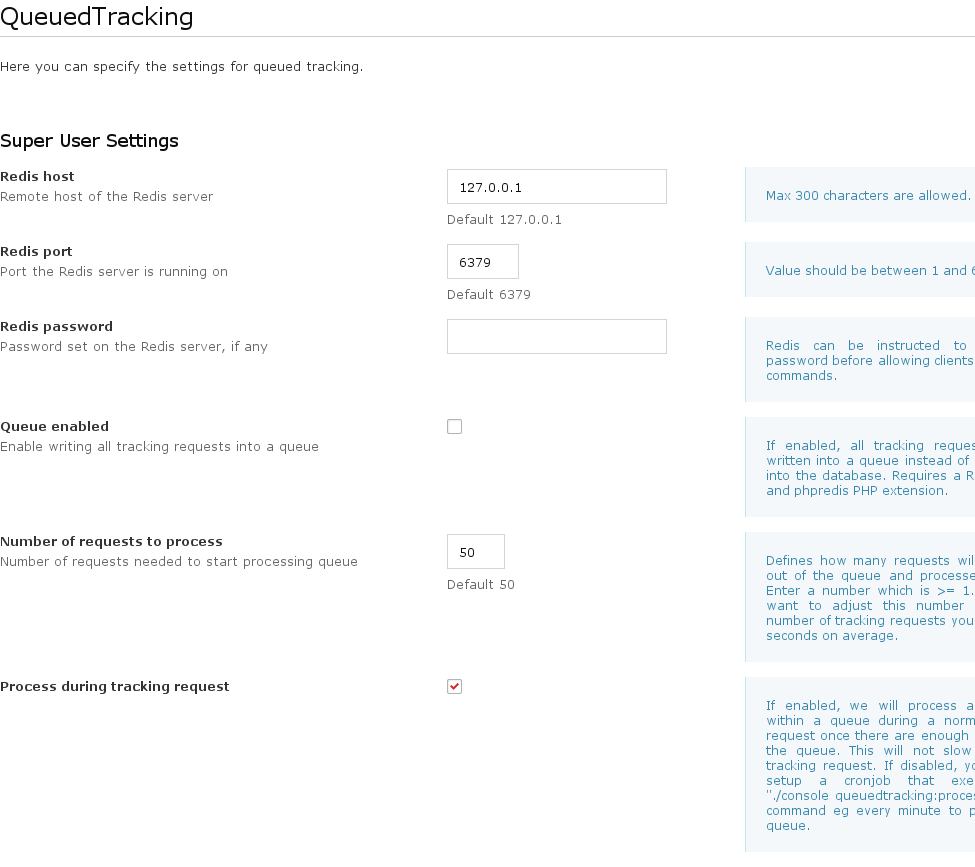 QueuedTracking
Here you can specify the settings for queued tracking.
Super User Settings
Redis host
Remote host of the Redis server
127.0.0.1
Default 127.0.0.1
Max 300 characters are allowed.
Redis port
Port the Redis server is running on
6379
Default 6379
Value should be between 1 and
Redis password
Password set on the Redis server, if any
Redis can be instructed to
password before allowing clients
commands.
Queue enabled
Enable writing all tracking requests into a queue
If enabled, all tracking
written into a queue instead of
into the database. Requires a
and phpredis PHP extension.
Number of requests to process
Number of requests needed to start processing queue
50
Default 50
Defines how many requests
out of the queue and
Enter a number which is >= 1.
want to adjust this number
number of tracking requests you
seconds on average.
Process during tracking request
If enabled, we will process a
within a queue during a
request once there are enough
the queue. This will not slow
tracking request. If disabled,
setup a cronjob that
"./console
command eg every minute to
queue.